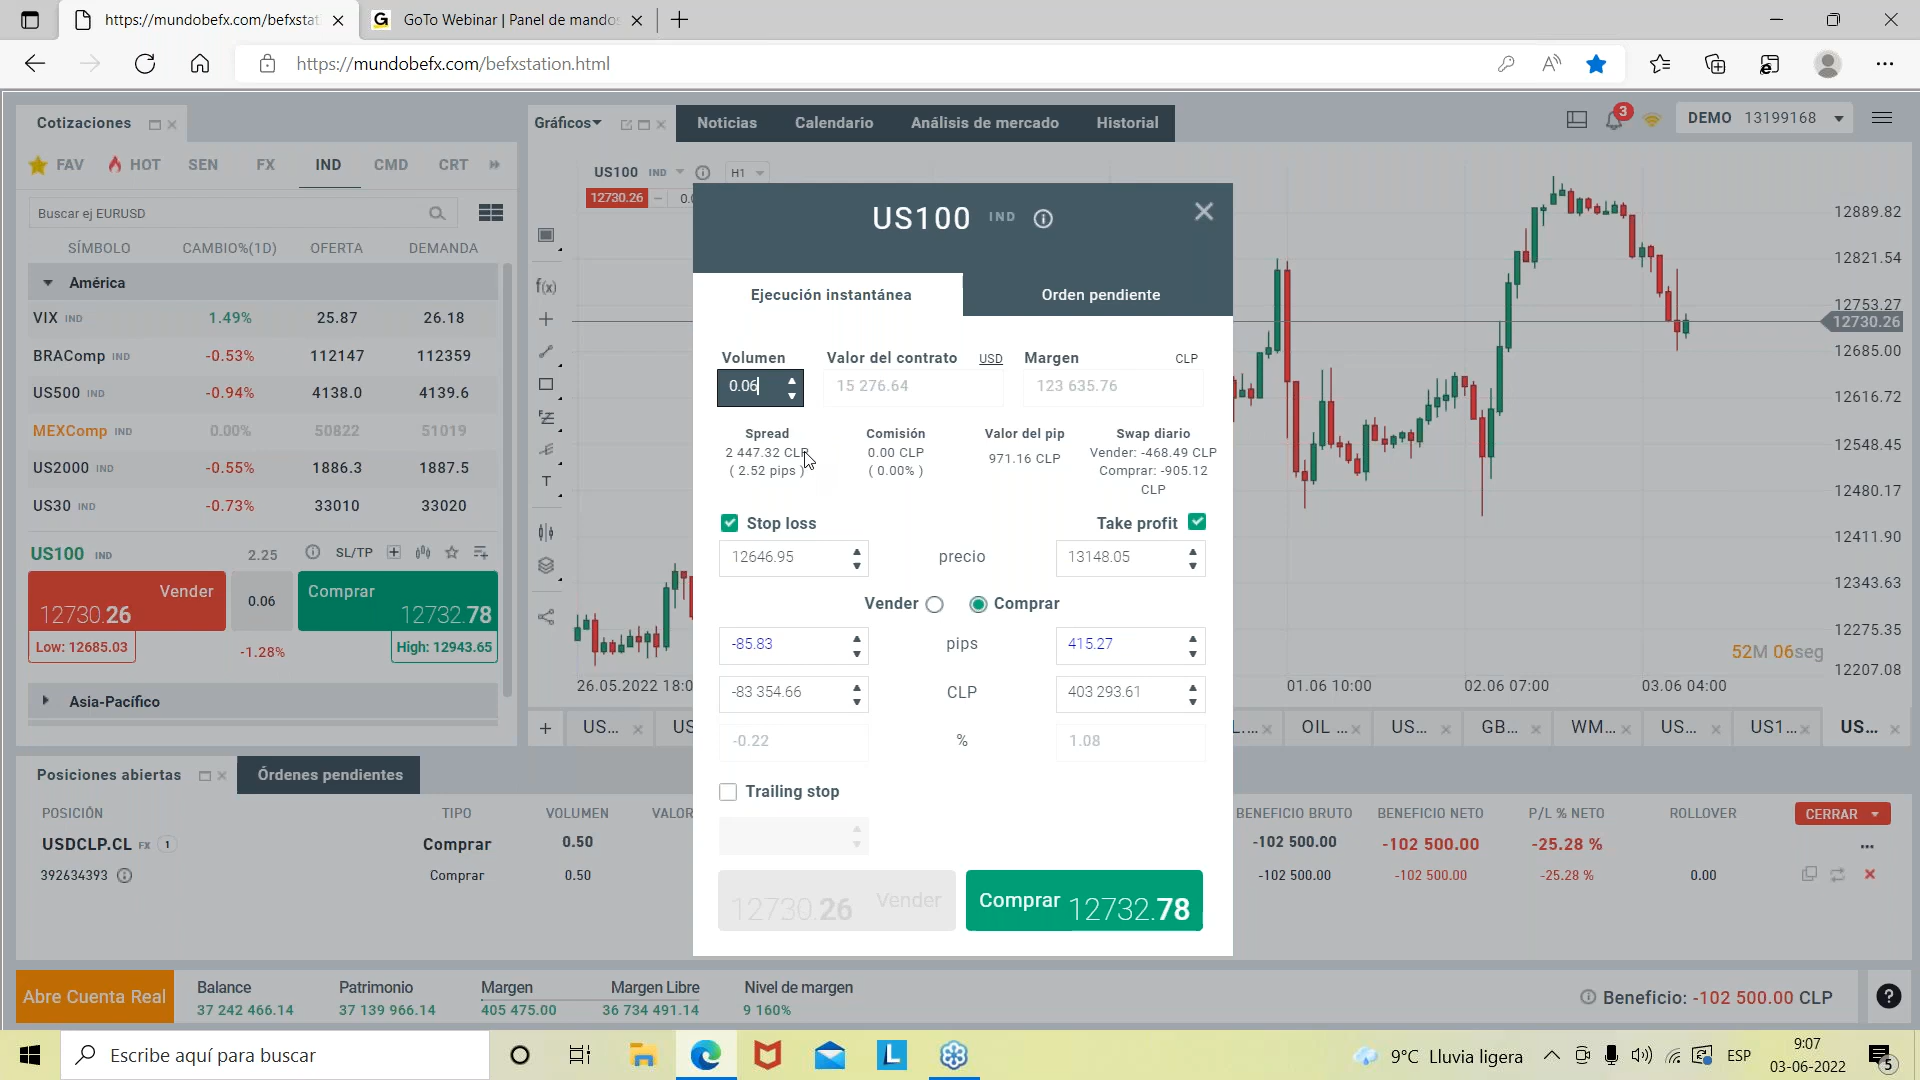 https://mundobefx.com/befxstat
GoTo Webinar | Panel de mandos
https://mundobefx.com/befxstation.html
Cotizaciones
FAV HOT SEN FX IND CMD CRT
Buscar ej EURUSD
SÍMBOLO CAMBIO%(1D) OFERTA DEMANDA
América
VIX IND 1.49% 25.87 26.18
BRAComp IND -0.53% 112147 112359
US500 IND -0.94% 4138.0 4139.6
MEXComp IND 0.00% 50822 51019
US2000 IND -0.55% 1886.3 1887.5
US30 IND -0.73% 33010 33020
US100 IND 2.25 SL/TP
Vender 12730.26
0.06
Comprar 12732.78
Low: 12685.03 -1.28% High: 12943.65
Asia-Pacífico
Gráficos Noticias Calendario Análisis de mercado Historial
3
DEMO 13199168
US100 IND H1
12730.26
f(x)
T
12889.82
12821.54
12753.27
12730.26
12685.00
12616.72
12548.45
12480.17
12411.90
12343.63
12275.35
12207.08
52M 06seg
26.05.2022 18:0 01.06 10:00 02.06 07:00 03.06 04:00
US... OIL ... US... GB... WM... US... US1... US...
US100 IND
Ejecución instantánea Orden pendiente
Volumen Valor del contrato USD Margen CLP
0.06 15 276.64 123 635.76
Spread Comisión Valor del pip Swap diario
2 447.32 CLP 0.00 CLP 971.16 CLP Vender: -468.49 CLP
( 2.52 pips ) ( 0.00% ) Comprar: -905.12
CLP
Stop loss Take profit
12646.95 precio 13148.05
Vender Comprar
-85.83 pips 415.27
-83 354.66 CLP 403 293.61
-0.22 % 1.08
Trailing stop
12730.26 Vender
Comprar 12732.78
Posiciones abiertas Órdenes pendientes
POSICIÓN TIPO VOLUMEN VALOR BENEFICIO BRUTO BENEFICIO NETO P/L % NETO ROLLOVER CERRAR
USDCLP.CL FX 1 Comprar 0.50 -102 500.00 -102 500.00 -25.28 %
392634393 Comprar 0.50 -102 500.00 -102 500.00 -25.28 % 0.00
Abre Cuenta Real
Balance Patrimonio Margen Margen Libre Nivel de margen
37 242 466.14 37 139 966.14 405 475.00 36 734 491.14 9 160%
Beneficio: -102 500.00 CLP
Escribe aquí para buscar
9°C Lluvia ligera
ESP
9:07
03-06-2022
5